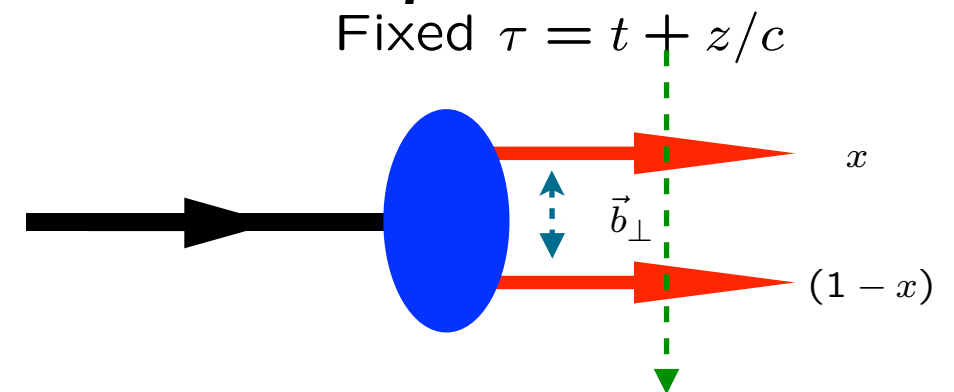 Fixed τ = t + z/c
x
b⃗⊥
(1 − x)